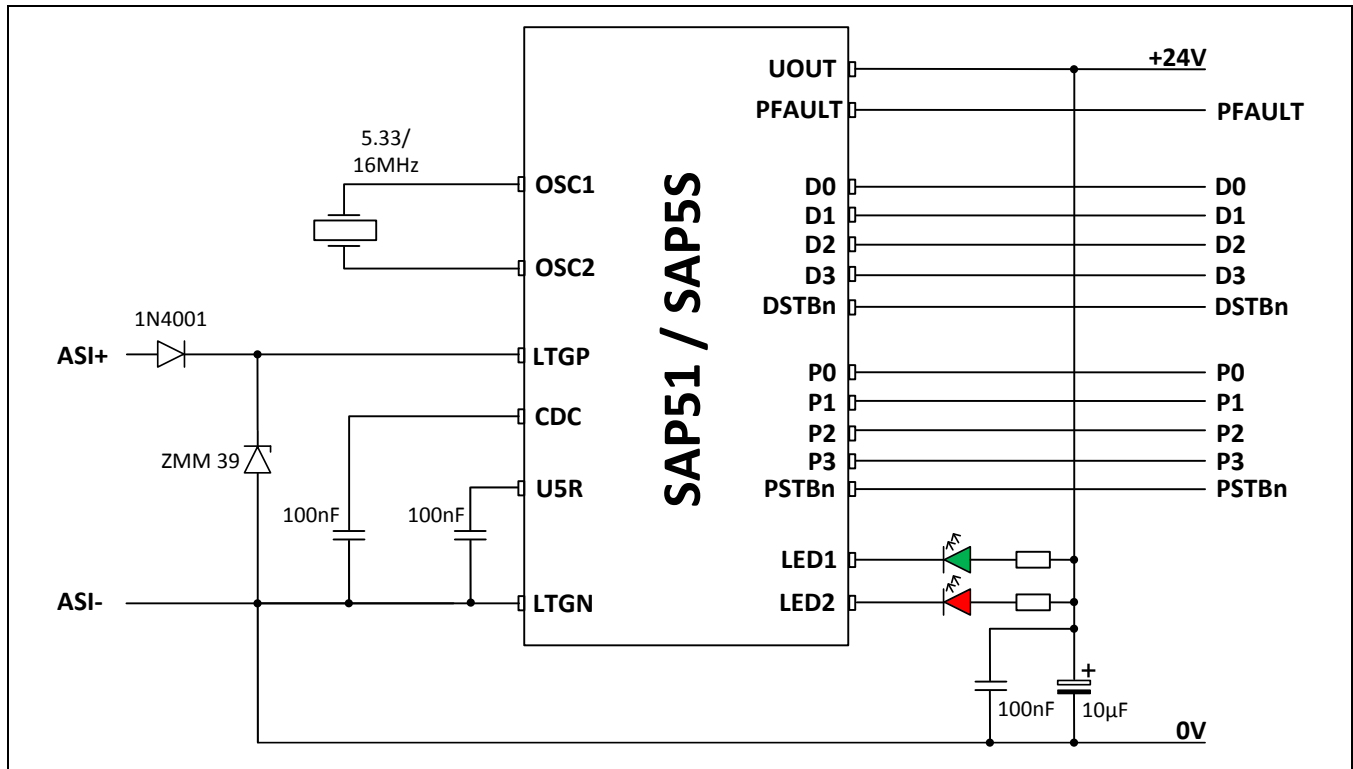 UOUT
+24V
PFAULT
PFAULT
5.33/
16MHz
OSC1
OSC2
D0
D0
D1
D1
D2
D2
D3
D3
DSTBn
DSTBn
SAP51 / SAP5S
1N4001
ASI+
LTGP
CDC
ZMM 39
U5R
100nF
100nF
ASI-
LTGN
P0
P0
P1
P1
P2
P2
P3
P3
PSTBn
PSTBn
LED1
LED2
+
100nF
10µF
0V